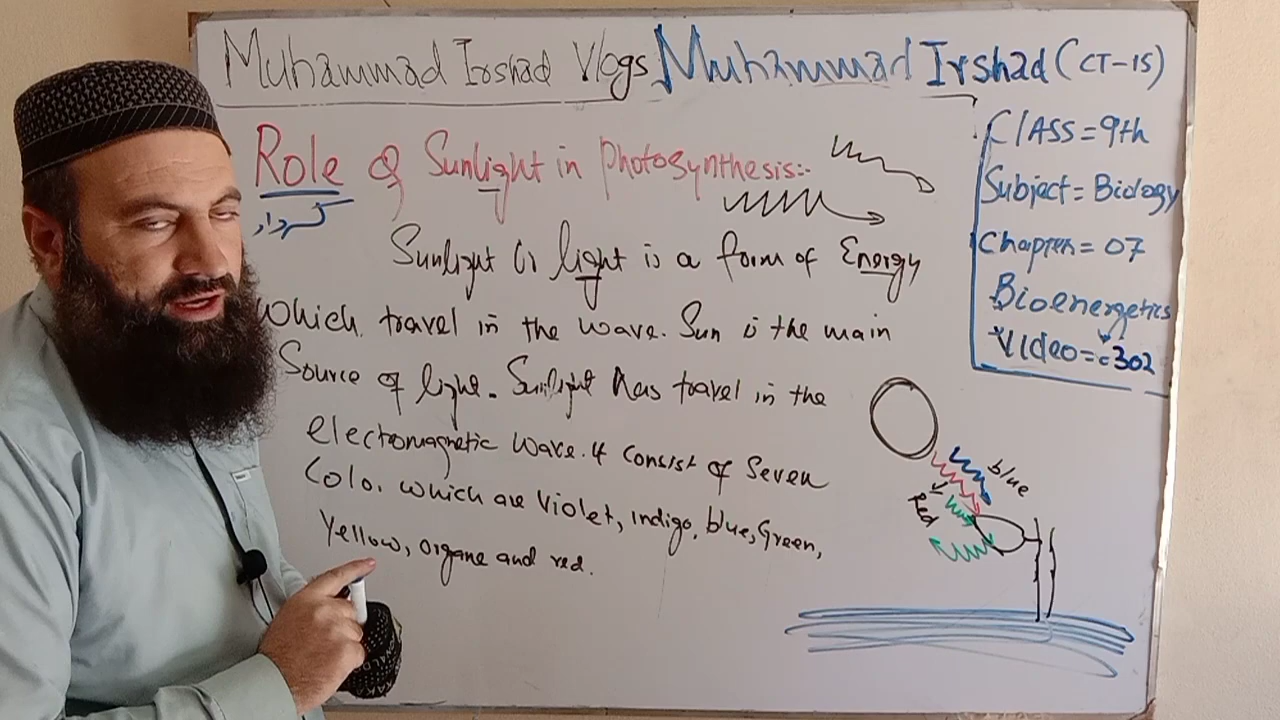 Muhammad Irshad Vlogs Muhammad Irshad (CT-15)
Role of Sunlight in Photosynthesis:-
کردار
Sunlight Or light is a form of Energy
which travel in the wave. Sun is the main
Source of light. Sunlight has travel in the
electromagnetic wave. It consist of Seven
Colo. which are Violet, indigo, blue, Green,
Yellow, organe and red.
Class = 9th
Subject = Biology
Chapter = 07
Bioenergetics
Video = 302
blue
Red